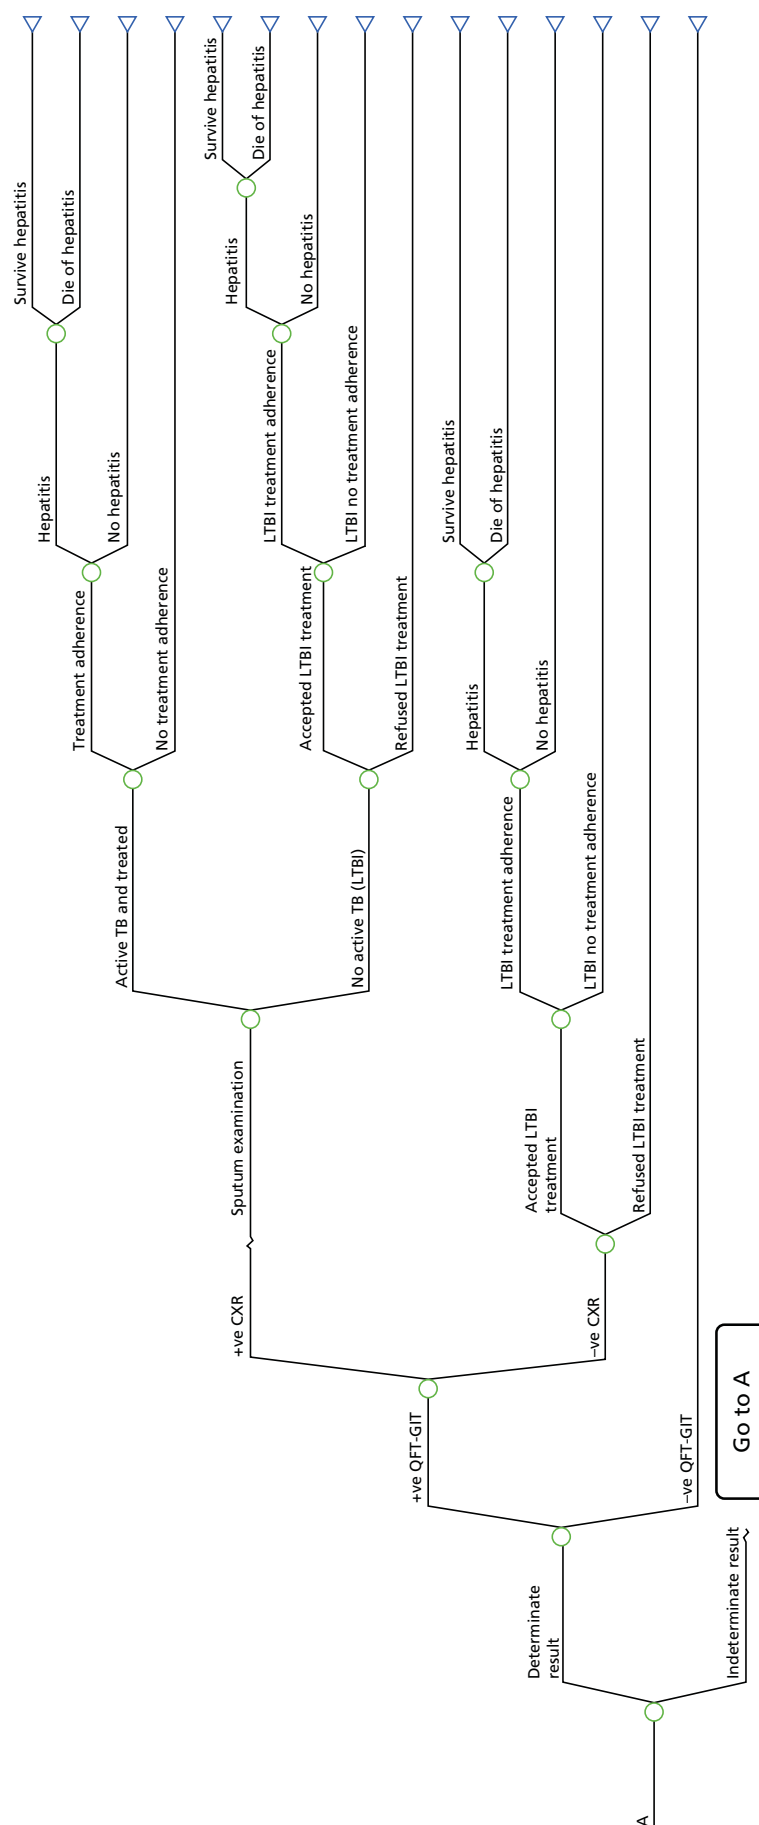 A
Determinate
result
Indeterminate result
Go to A
+ve QFT-GIT
–ve QFT-GIT
+ve CXR
–ve CXR
Sputum examination
Active TB and treated
No active TB (LTBI)
Treatment adherence
No treatment adherence
Hepatitis
No hepatitis
Survive hepatitis
Die of hepatitis
Accepted LTBI treatment
Refused LTBI treatment
LTBI treatment adherence
LTBI no treatment adherence
Hepatitis
No hepatitis
Survive hepatitis
Die of hepatitis
Accepted LTBI
treatment
Refused LTBI treatment
LTBI treatment adherence
LTBI no treatment adherence
Hepatitis
No hepatitis
Survive hepatitis
Die of hepatitis